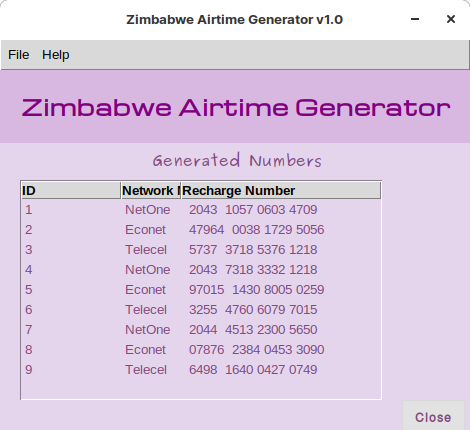 Zimbabwe Airtime Generator v1.0
File Help
Zimbabwe Airtime Generator
Generated Numbers
ID Network Recharge Number
1 NetOne 2043 1057 0603 4709
2 Econet 47964 0038 1729 5056
3 Telecel 5737 3718 5376 1218
4 NetOne 2043 7318 3332 1218
5 Econet 97015 1430 8005 0259
6 Telecel 3255 4760 6079 7015
7 NetOne 2044 4513 2300 5650
8 Econet 07876 2384 0453 3090
9 Telecel 6498 1640 0427 0749
Close